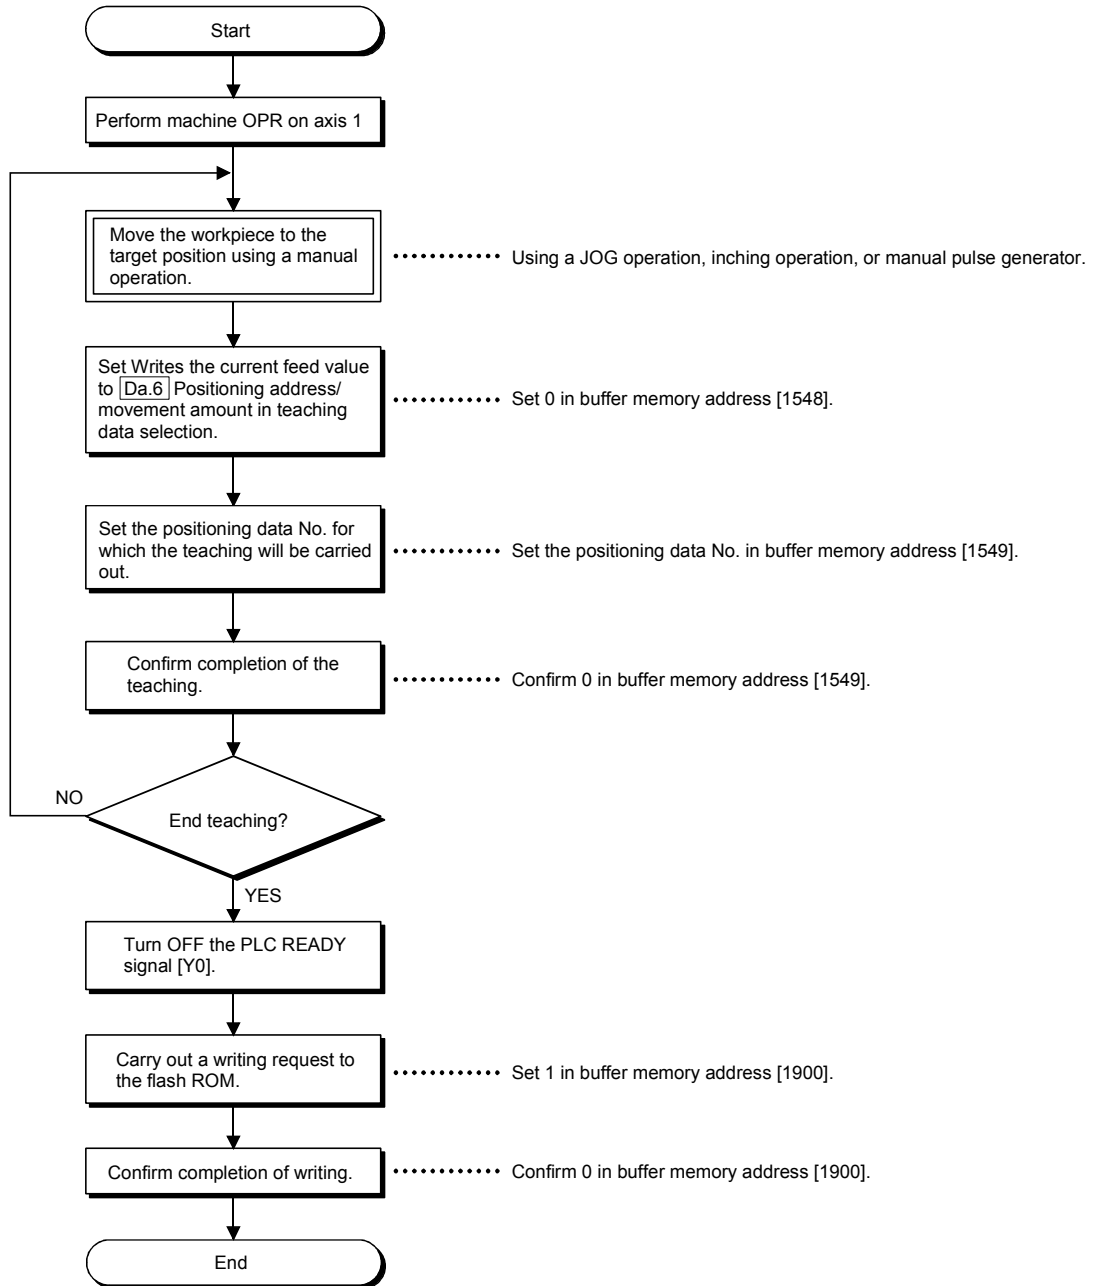 Start
Perform machine OPR on axis 1
Move the workpiece to the
target position using a manual
operation.
Using a JOG operation, inching operation, or manual pulse generator.
Set Writes the current feed value
to Da.6 Positioning address/
movement amount in teaching
data selection.
Set 0 in buffer memory address [1548].
Set the positioning data No. for
which the teaching will be carried
out.
Set the positioning data No. in buffer memory address [1549].
Confirm completion of the
teaching.
Confirm 0 in buffer memory address [1549].
NO
End teaching?
YES
Turn OFF the PLC READY
signal [Y0].
Carry out a writing request to
the flash ROM.
Set 1 in buffer memory address [1900].
Confirm completion of writing.
Confirm 0 in buffer memory address [1900].
End